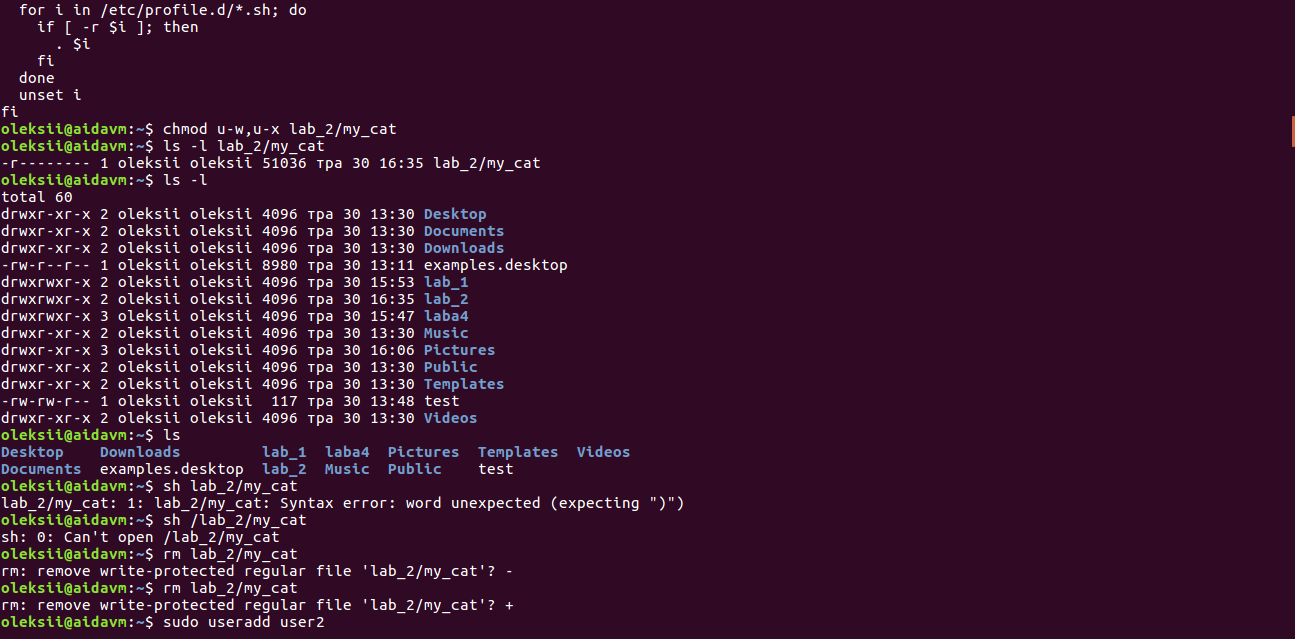 for i in /etc/profile.d/*.sh; do
    if [ -r $i ]; then
      . $i
    fi
  done
  unset i
fi
oleksii@aidavm:~$ chmod u-w,u-x lab_2/my_cat
oleksii@aidavm:~$ ls -l lab_2/my_cat
-r-------- 1 oleksii oleksii 51036 тра 30 16:35 lab_2/my_cat
oleksii@aidavm:~$ ls -l
total 60
drwxr-xr-x 2 oleksii oleksii 4096 тра 30 13:30 Desktop
drwxr-xr-x 2 oleksii oleksii 4096 тра 30 13:30 Documents
drwxr-xr-x 2 oleksii oleksii 4096 тра 30 13:30 Downloads
-rw-r--r-- 1 oleksii oleksii 8980 тра 30 13:11 examples.desktop
drwxrwxr-x 2 oleksii oleksii 4096 тра 30 15:53 lab_1
drwxrwxr-x 2 oleksii oleksii 4096 тра 30 16:35 lab_2
drwxrwxr-x 3 oleksii oleksii 4096 тра 30 15:47 laba4
drwxr-xr-x 2 oleksii oleksii 4096 тра 30 13:30 Music
drwxr-xr-x 3 oleksii oleksii 4096 тра 30 16:06 Pictures
drwxr-xr-x 2 oleksii oleksii 4096 тра 30 13:30 Public
drwxr-xr-x 2 oleksii oleksii 4096 тра 30 13:30 Templates
-rw-rw-r-- 1 oleksii oleksii  117 тра 30 13:48 test
drwxr-xr-x 2 oleksii oleksii 4096 тра 30 13:30 Videos
oleksii@aidavm:~$ ls
Desktop    Downloads         lab_1  laba4  Pictures  Templates  Videos
Documents  examples.desktop  lab_2  Music  Public    test
oleksii@aidavm:~$ sh lab_2/my_cat
lab_2/my_cat: 1: lab_2/my_cat: Syntax error: word unexpected (expecting ")")
oleksii@aidavm:~$ sh /lab_2/my_cat
sh: 0: Can't open /lab_2/my_cat
oleksii@aidavm:~$ rm lab_2/my_cat
rm: remove write-protected regular file 'lab_2/my_cat'? -
oleksii@aidavm:~$ rm lab_2/my_cat
rm: remove write-protected regular file 'lab_2/my_cat'? +
oleksii@aidavm:~$ sudo useradd user2